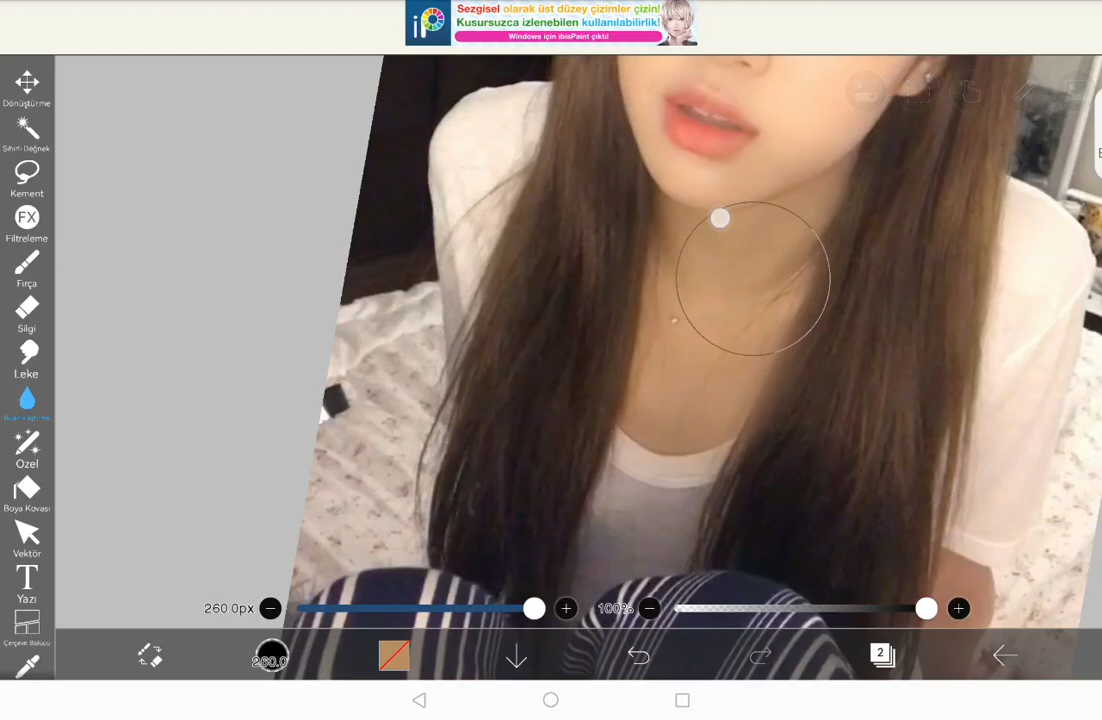 iP
Sezgisel olarak üst düzey çizimler çizin!
Kusursuzca izlenebilen kullanılabilirlik!
Windows için ibisPaint çıktı!
Dönüştürme
Sihirli Değnek
Kement
FX
Filtreleme
Fırça
Silgi
Leke
Özel
Boya Kovası
Vektör
T
Yazı
Çerçeve Bölücü
260.0px
100%
260.0
2